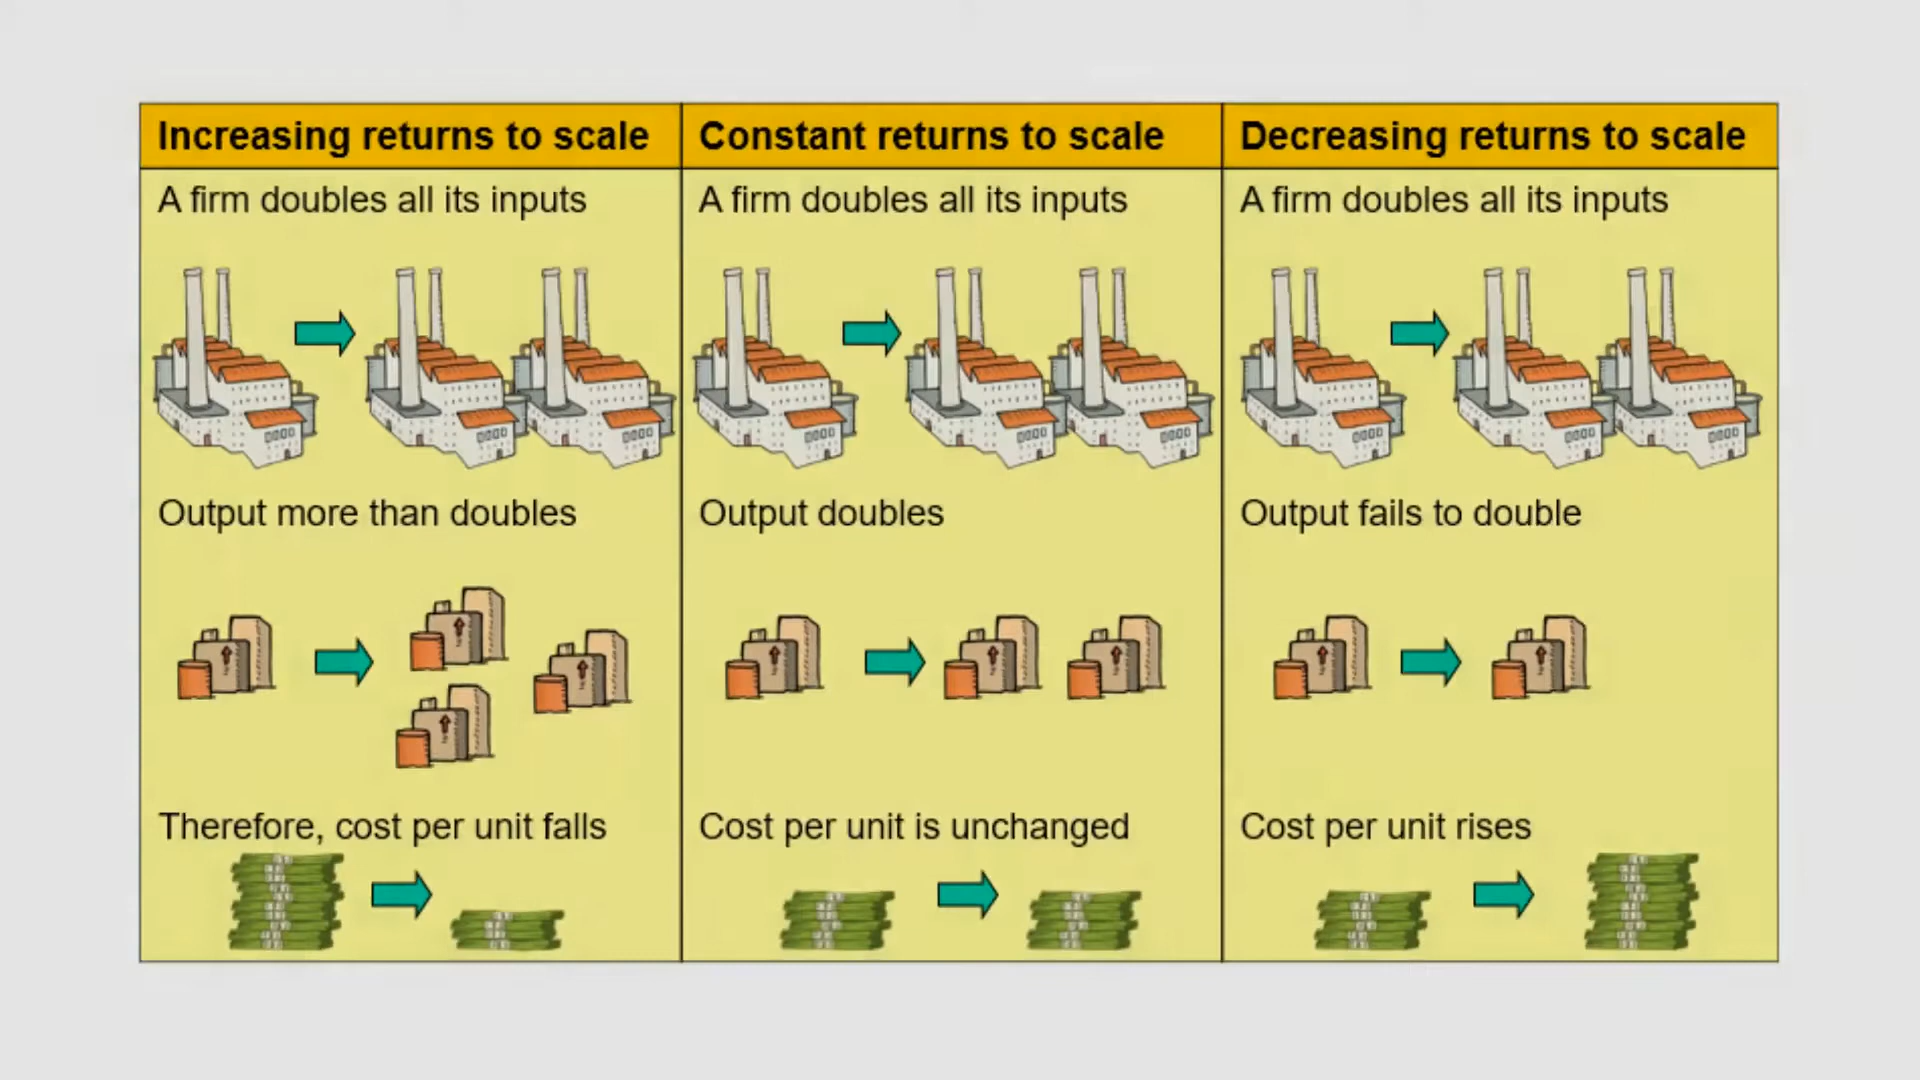 Increasing returns to scale
Constant returns to scale
Decreasing returns to scale
A firm doubles all its inputs
A firm doubles all its inputs
A firm doubles all its inputs
Output more than doubles
Output doubles
Output fails to double
Therefore, cost per unit falls
Cost per unit is unchanged
Cost per unit rises